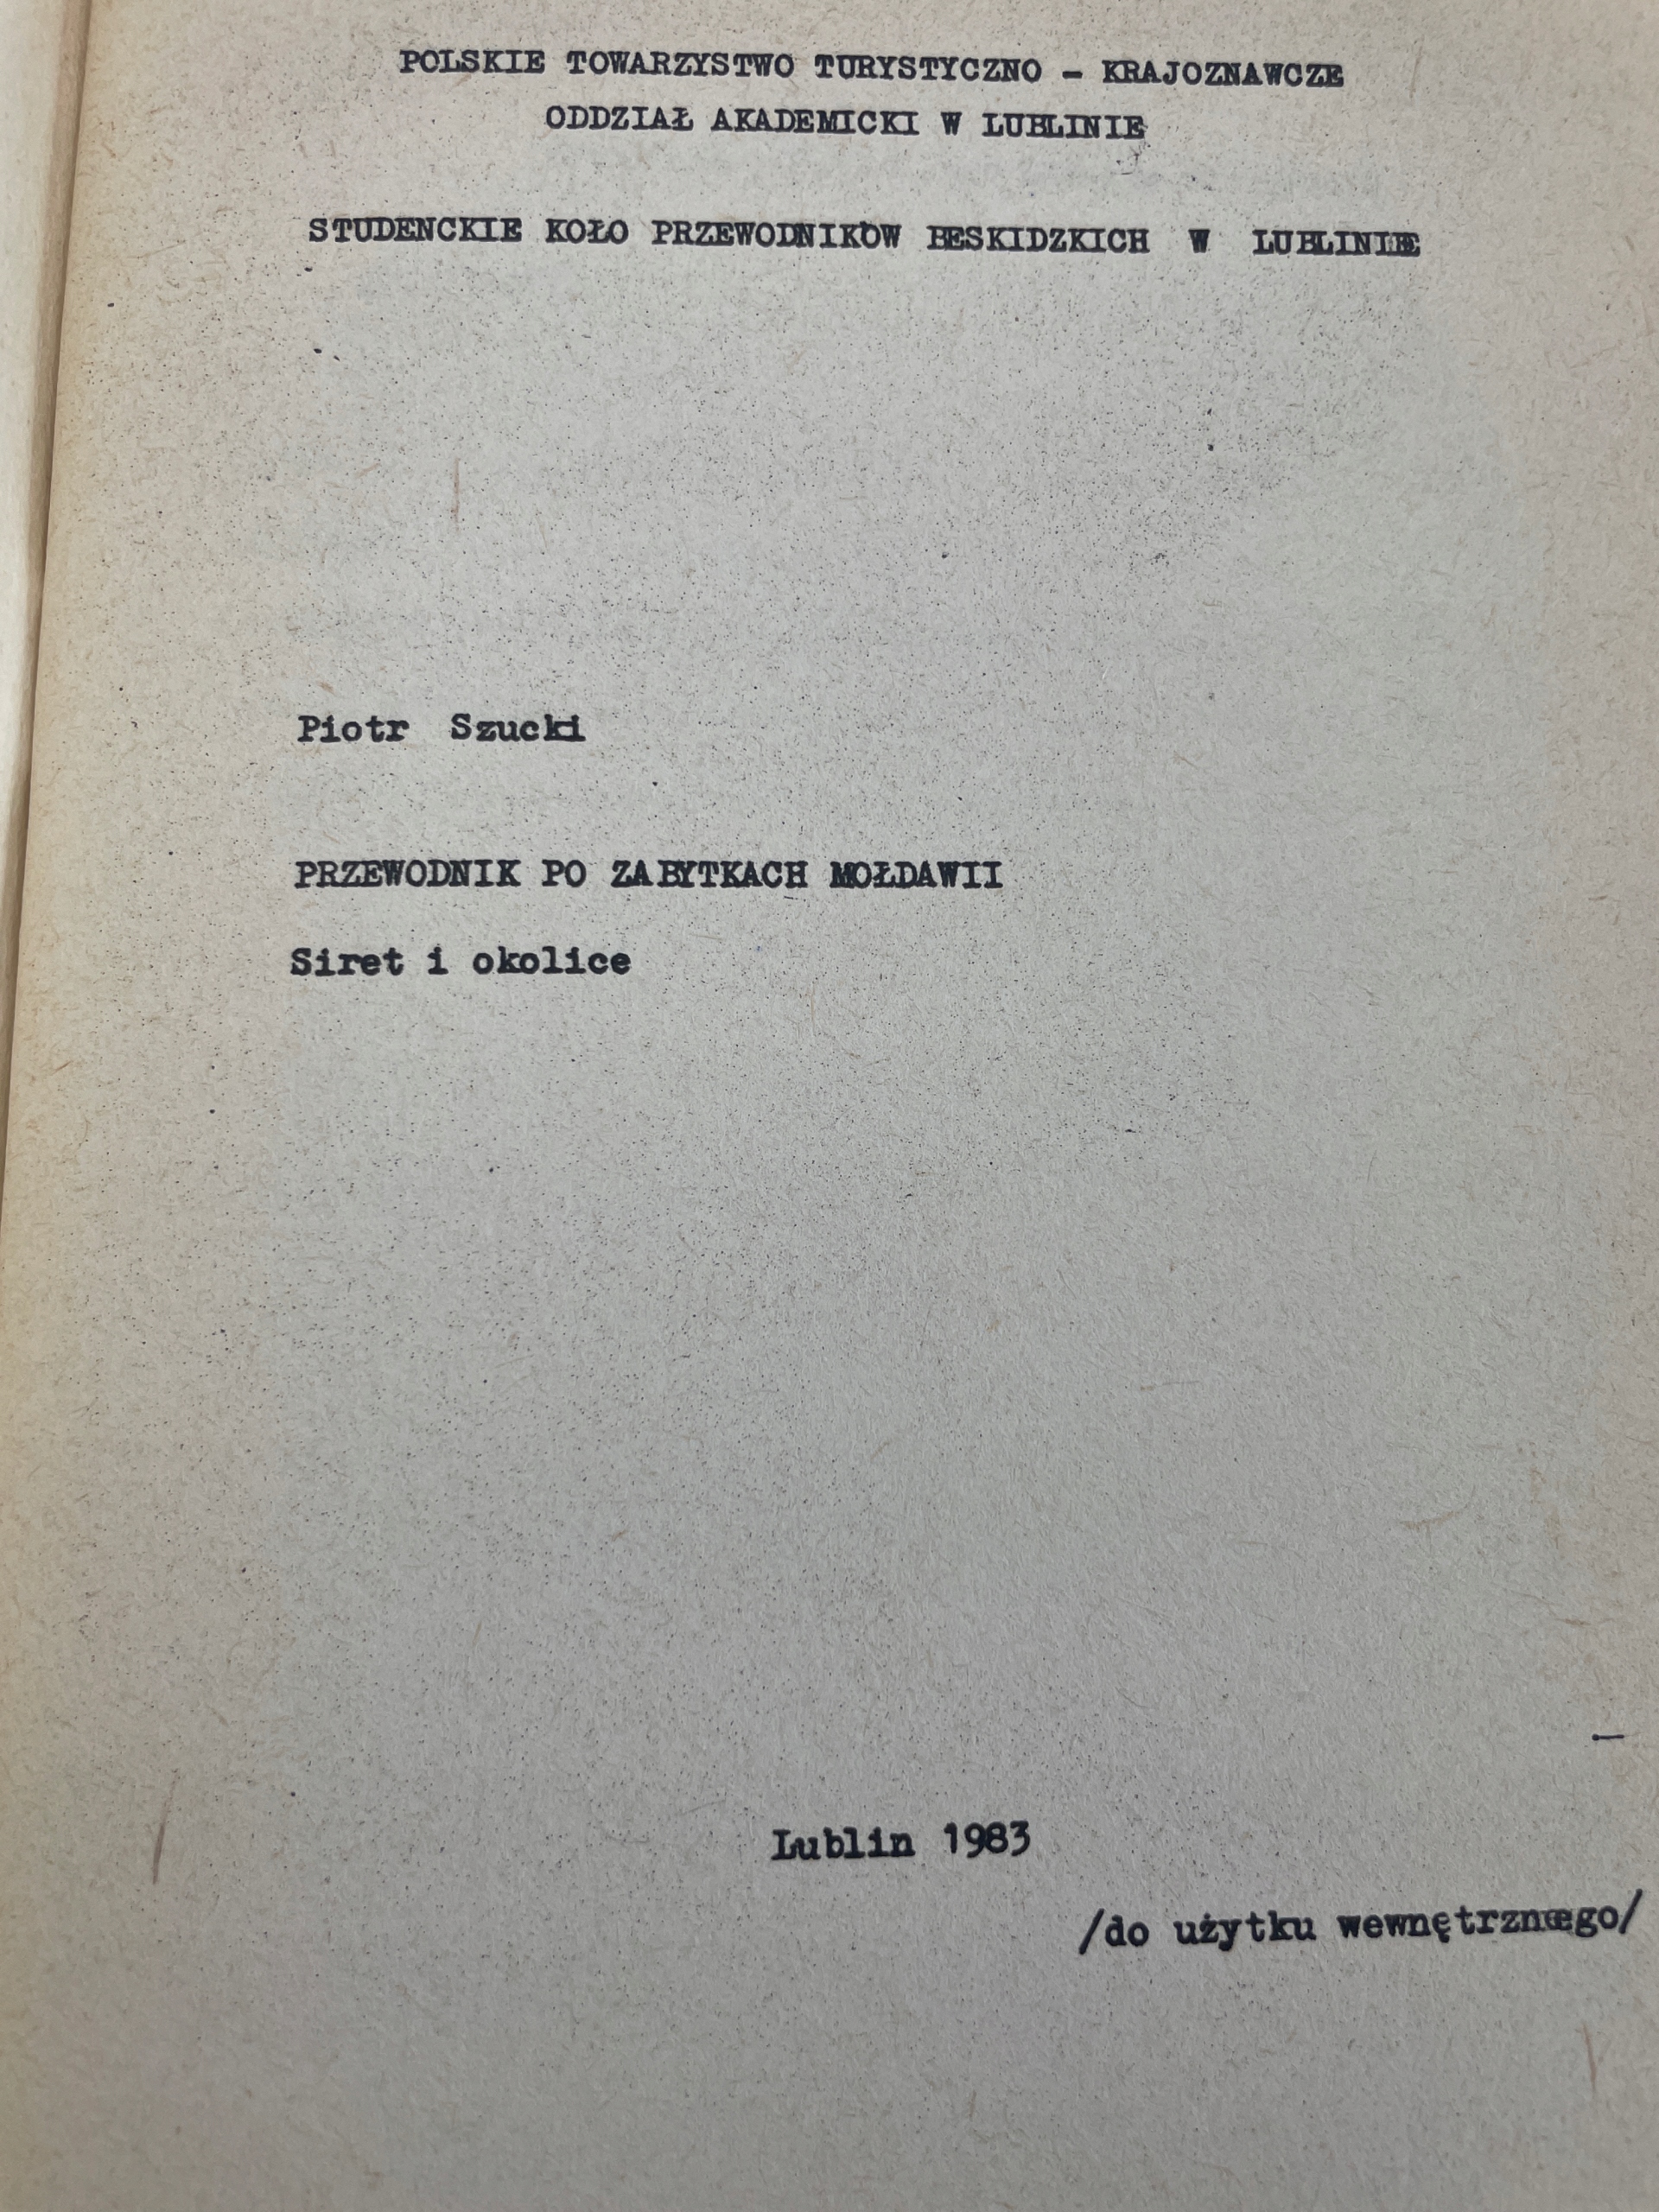 POLSKIE TOWARZYSTWO TURYSTYCZNO - KRAJOZNAWCZE
ODDZIAŁ AKADEMICKI W LUBLINIE
STUDENCKIE KOŁO PRZEWODNIKÓW BESKIDZKICH W LUBLINIE
Piotr Szucki
PRZEWODNIK PO ZABYTKACH MOŁDAWII
Siret i okolice
Lublin 1983
/do użytku wewnętrznego/